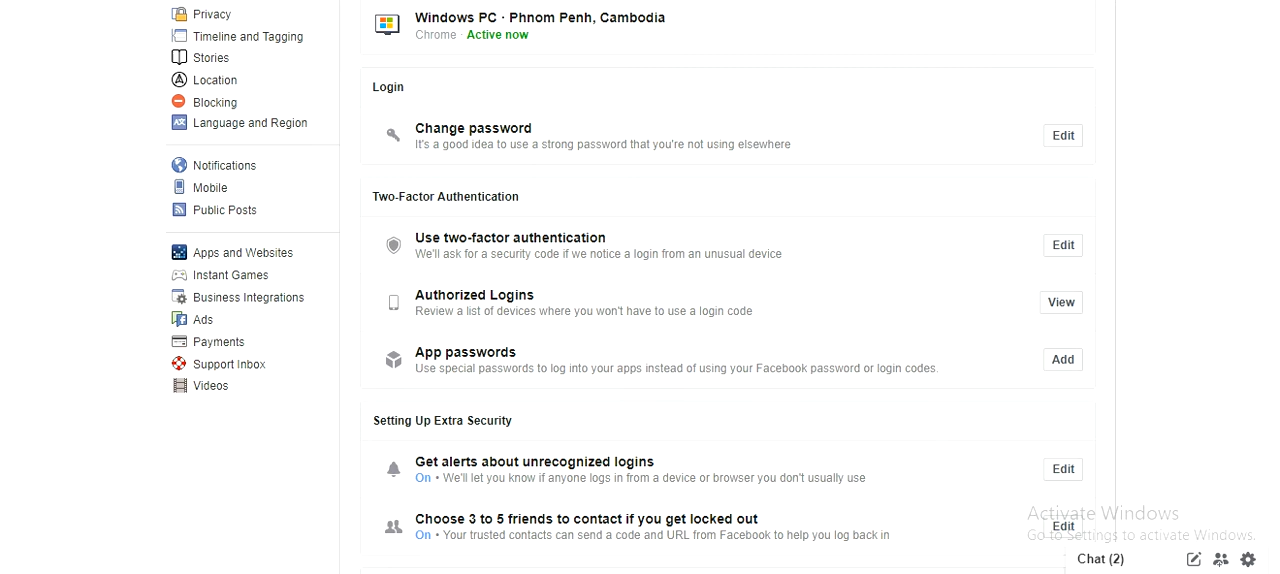 Privacy
Timeline and Tagging
Stories
Location
Blocking
Language and Region
Notifications
Mobile
Public Posts
Apps and Websites
Instant Games
Business Integrations
Ads
Payments
Support Inbox
Videos
Windows PC · Phnom Penh, Cambodia
Chrome · Active now
Login
Change password
It's a good idea to use a strong password that you're not using elsewhere
Edit
Two-Factor Authentication
Use two-factor authentication
We'll ask for a security code if we notice a login from an unusual device
Edit
Authorized Logins
Review a list of devices where you won't have to use a login code
View
App passwords
Use special passwords to log into your apps instead of using your Facebook password or login codes.
Add
Setting Up Extra Security
Get alerts about unrecognized logins
On • We'll let you know if anyone logs in from a device or browser you don't usually use
Edit
Choose 3 to 5 friends to contact if you get locked out
On • Your trusted contacts can send a code and URL from Facebook to help you log back in
Edit
Activate Windows
Go to Settings to activate Windows.
Chat (2)